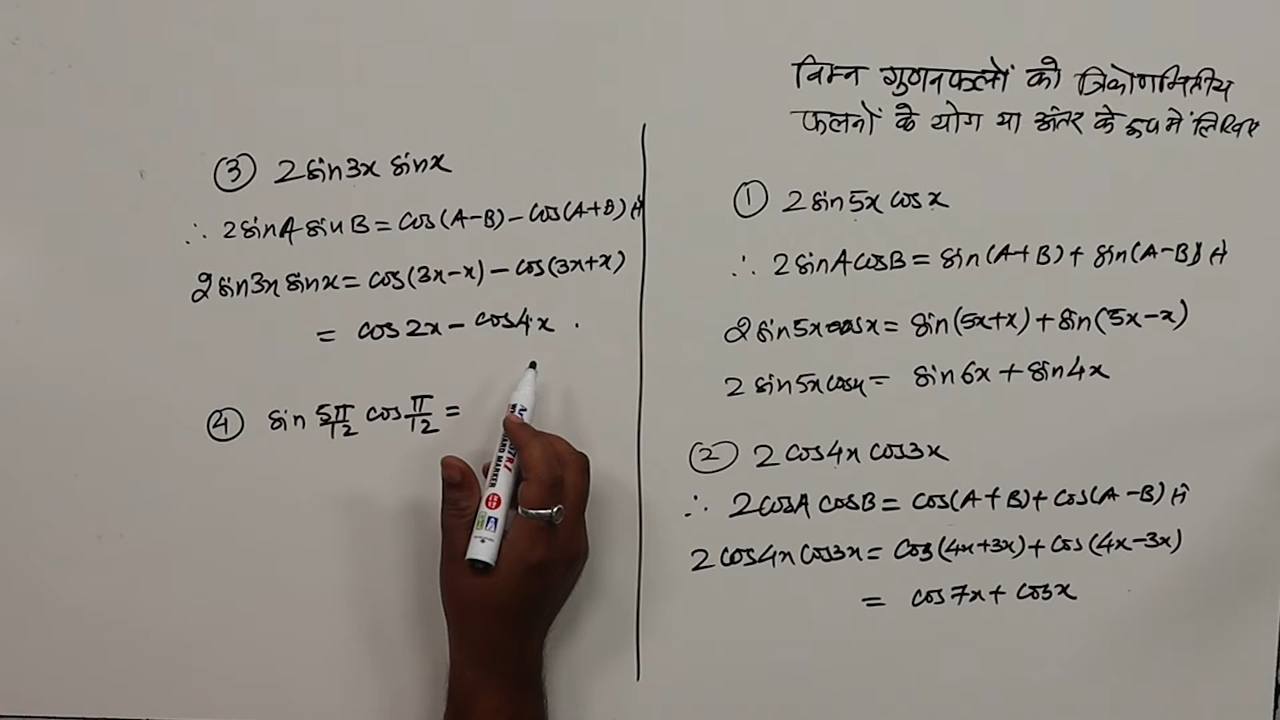 निम्न गुणनफलों को त्रिकोणमितीय
फलनों के योग या अंतर के रूप में लिखिए
① 2 sin 5x cos x
∴ 2 sin A cos B = sin (A+B) + sin (A-B) से
2 sin 5x cos x = sin (5x+x) + sin (5x-x)
2 sin 5x cos x = sin 6x + sin 4x
② 2 cos 4x cos 3x
∴ 2 cos A cos B = cos (A+B) + cos (A-B) से
2 cos 4x cos 3x = cos (4x+3x) + cos (4x-3x)
= cos 7x + cos x
③ 2 sin 3x sin x
∴ 2 sin A sin B = cos (A-B) - cos (A+B) से
2 sin 3x sin x = cos (3x-x) - cos (3x+x)
= cos 2x - cos 4x .
④ sin 5π/12 cos π/12 =
MARKER